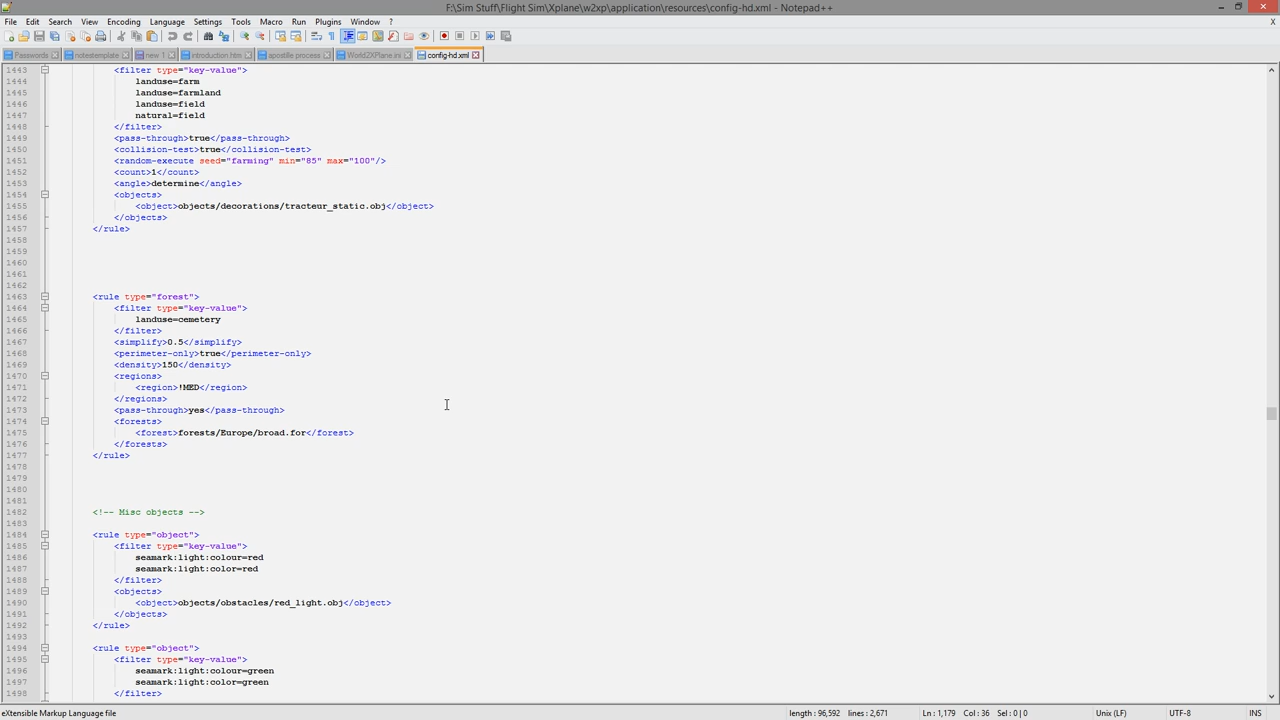 F:\Sim Stuff\Flight Sim\Xplane\w2xp\application\resources\config-hd.xml - Notepad++
File Edit Search View Encoding Language Settings Tools Macro Run Plugins Window ? X
Passwords notestemplate new 1 introduction.htm apostille process World2XPlane.ini config-hd.xml
1443 <filter type="key-value">
1444 landuse=farm
1445 landuse=farmland
1446 landuse=field
1447 natural=field
1448 </filter>
1449 <pass-through>true</pass-through>
1450 <collision-test>true</collision-test>
1451 <random-execute seed="farming" min="85" max="100"/>
1452 <count>1</count>
1453 <angle>determine</angle>
1454 <objects>
1455 <object>objects/decorations/tracteur_static.obj</object>
1456 </objects>
1457 </rule>
1458
1459
1460
1461
1462
1463 <rule type="forest">
1464 <filter type="key-value">
1465 landuse=cemetery
1466 </filter>
1467 <simplify>0.5</simplify>
1468 <perimeter-only>true</perimeter-only>
1469 <density>150</density>
1470 <regions>
1471 <region>!MED</region>
1472 </regions>
1473 <pass-through>yes</pass-through>
1474 <forests>
1475 <forest>forests/Europe/broad.for</forest>
1476 </forests>
1477 </rule>
1478
1479
1480
1481
1482 <!-- Misc objects -->
1483
1484 <rule type="object">
1485 <filter type="key-value">
1486 seamark:light:colour=red
1487 seamark:light:color=red
1488 </filter>
1489 <objects>
1490 <object>objects/obstacles/red_light.obj</object>
1491 </objects>
1492 </rule>
1493
1494 <rule type="object">
1495 <filter type="key-value">
1496 seamark:light:colour=green
1497 seamark:light:color=green
1498 </filter>
eXtensible Markup Language file length : 96,592 lines : 2,671 Ln : 1,179 Col : 36 Sel : 0 | 0 Unix (LF) UTF-8 INS